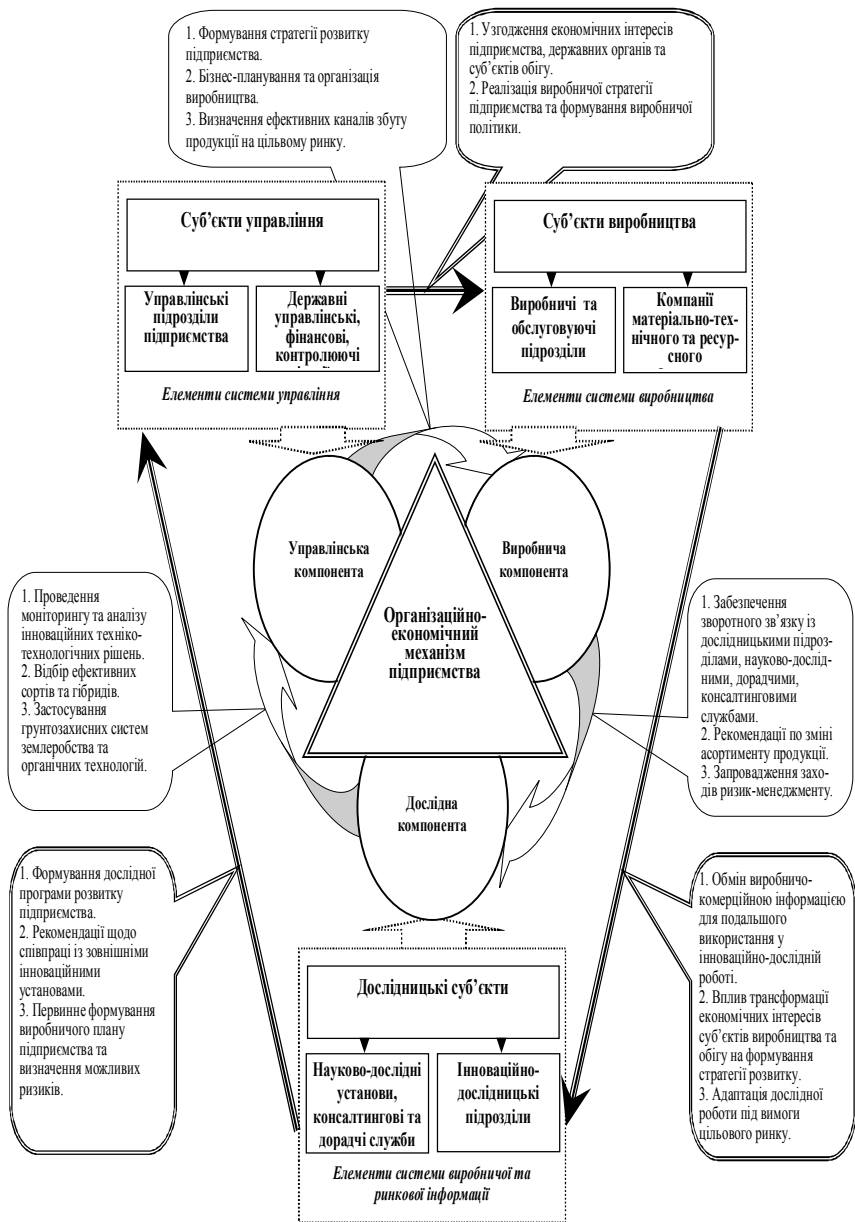 1. Формування стратегії розвитку
підприємства.
2. Бізнес-планування та організація
виробництва.
3. Визначення ефективних каналів збуту
продукції на цільвому ринку.
1. Узгодження економічних інтересів
підприємства, державних органів та
суб’єктів обігу.
2. Реалізація виробничої стратегії
підприємства та формування виробничої
політики.
Суб’єкти управління
Управлінські
підрозділи
підприємства
Державні
управлінські,
фінансові,
контролюючі
Елементи системи управління
Суб’єкти виробництва
Виробничі та
обслуговуючі
підрозділи
Компанії
матеріально-тех-
нічного та ресур-
сного
Елементи системи виробництва
Управлінська
компонента
Виробнича
компонента
Організаційно-
економічний
механізм
підприємства
Дослідна
компонента
1. Проведення
моніторингу та аналізу
інноваційних техніко-
технологічних рішень.
2. Відбір ефективних
сортів та гібридів.
3. Застосування
грунтозахисних систем
землеробства та
органічних технологій.
1. Забезпечення
зворотного зв’язку із
дослідницькими підроз-
ділами, науково-дослід-
ними, дорадчими,
консалтинговими
службами.
2. Рекомендації по зміні
асортименту продукції.
3. Запровадження захо-
дів ризик-менеджменту.
1. Формування дослідної
програми розвитку
підприємства.
2. Рекомендації щодо
співпраці із зовнішніми
інноваційними
установами.
3. Первинне формування
виробничого плану
підприємства та
визначення можливих
ризиків.
1. Обмін виробничо-
комерційною інформацією
для подальшого
використання у
інноваційно-дослідній
роботі.
2. Вплив трансформації
економічних інтересів
суб’єктів виробництва та
обігу на формування
стратегії розвитку.
3. Адаптація дослідної
роботи під вимоги
цільового ринку.
Дослідницькі суб’єкти
Науково-дослідні
установи,
консалтингові та
дорадчі служби
Інноваційно-
дослідницькі
підрозділи
Елементи системи виробничої та
ринкової інформації